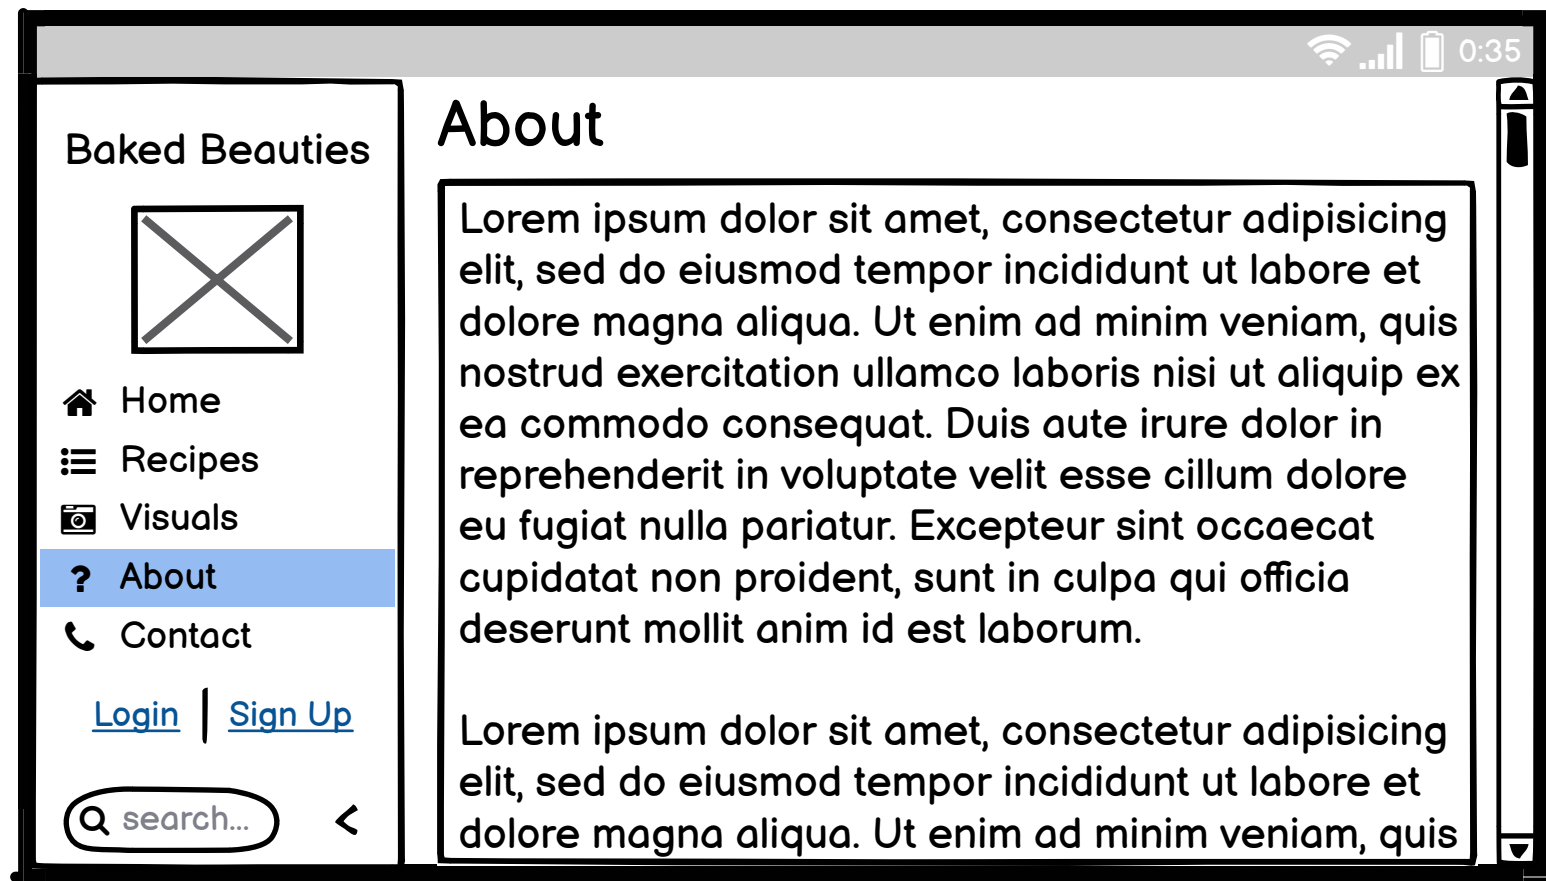 0:35
Baked Beauties
Home
Recipes
Visuals
? About
Contact
Login | Sign Up
search...
<
About
Lorem ipsum dolor sit amet, consectetur adipisicing
elit, sed do eiusmod tempor incididunt ut labore et
dolore magna aliqua. Ut enim ad minim veniam, quis
nostrud exercitation ullamco laboris nisi ut aliquip ex
ea commodo consequat. Duis aute irure dolor in
reprehenderit in voluptate velit esse cillum dolore
eu fugiat nulla pariatur. Excepteur sint occaecat
cupidatat non proident, sunt in culpa qui officia
deserunt mollit anim id est laborum.
Lorem ipsum dolor sit amet, consectetur adipisicing
elit, sed do eiusmod tempor incididunt ut labore et
dolore magna aliqua. Ut enim ad minim veniam, quis